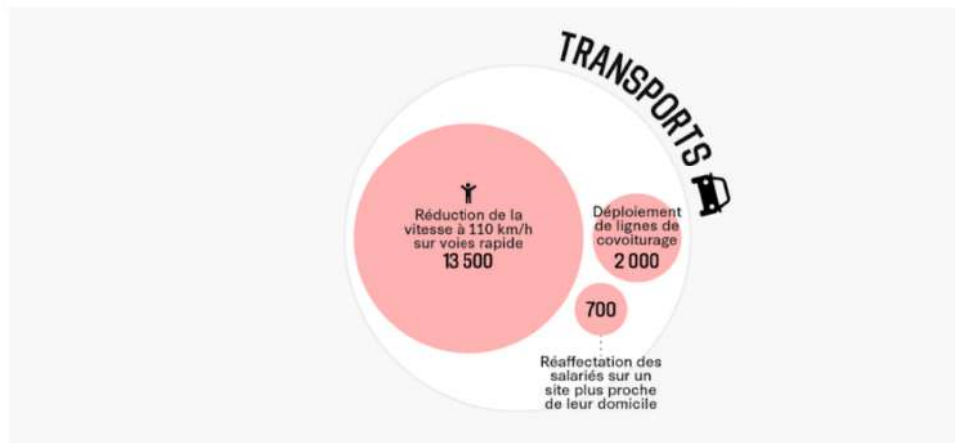 TRANSPORTS
Réduction de la
vitesse à 110 km/h
sur voies rapide
13 500
Déploiement
de lignes de
covoiturage
2 000
700
Réaffectation des
salariés sur un
site plus proche
de leur domicile